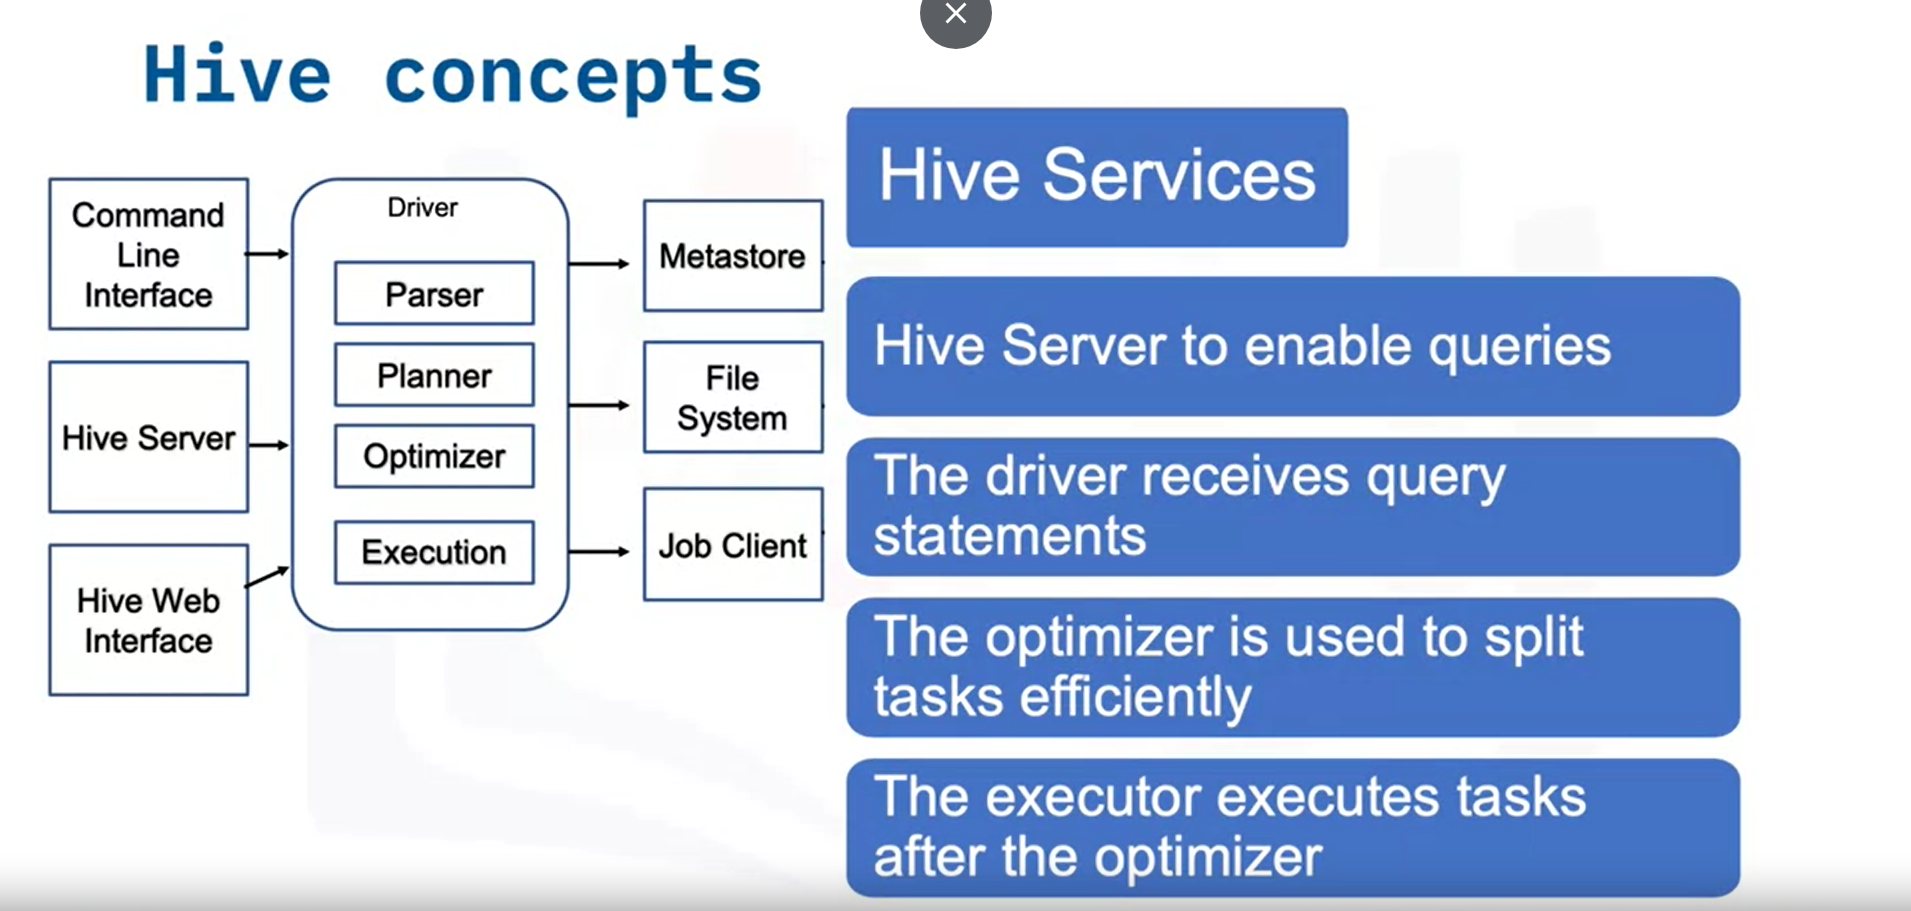 Hive concepts
Command
Line
Interface
Hive Server
Hive Web
Interface
Driver
Parser
Planner
Optimizer
Execution
Metastore
File
System
Job Client
Hive Services
Hive Server to enable queries
The driver receives query
statements
The optimizer is used to split
tasks efficiently
The executor executes tasks
after the optimizer